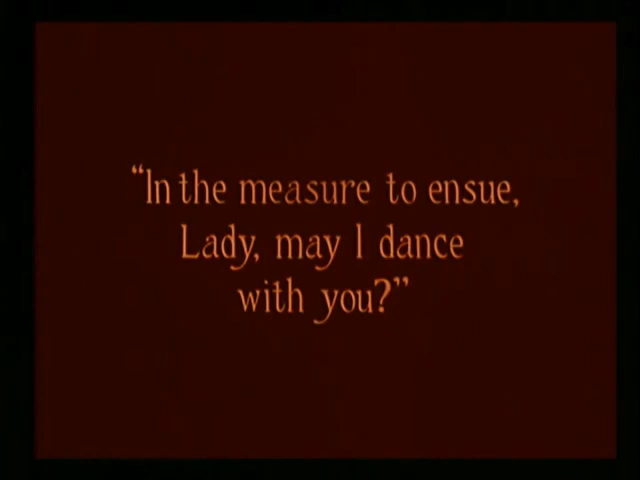 “In the measure to ensue,
Lady, may I dance
with you?”